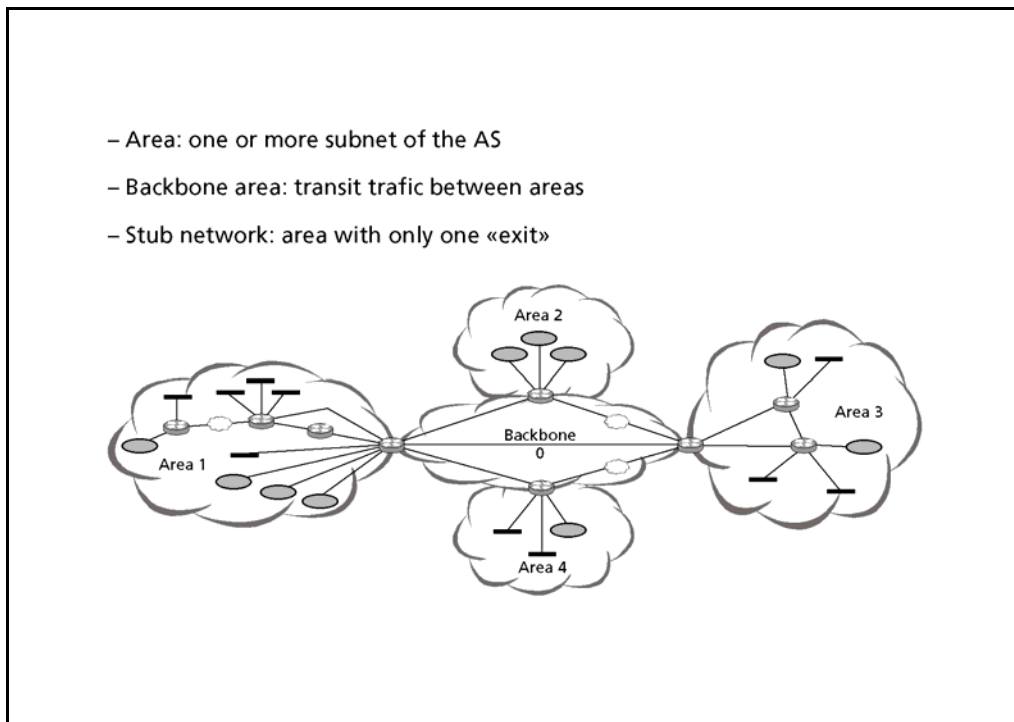 – Area: one or more subnet of the AS
– Backbone area: transit trafic between areas
– Stub network: area with only one «exit»
Area 2
Area 1
Backbone
0
Area 3
Area 4